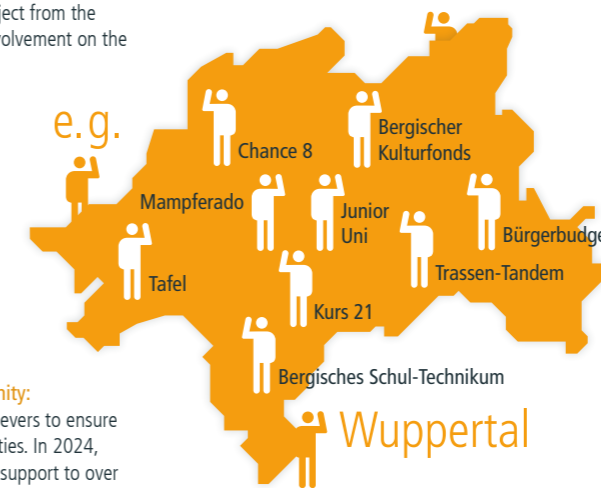 ject from the
volvement on the
e.g.
Chance 8
Bergischer
Kulturfonds
Mampferado
Junior
Uni
Bürgerbudge
Trassen-Tandem
Tafel
Kurs 21
Bergisches Schul-Technikum
nity:
evers to ensure
ties. In 2024,
support to over
Wuppertal